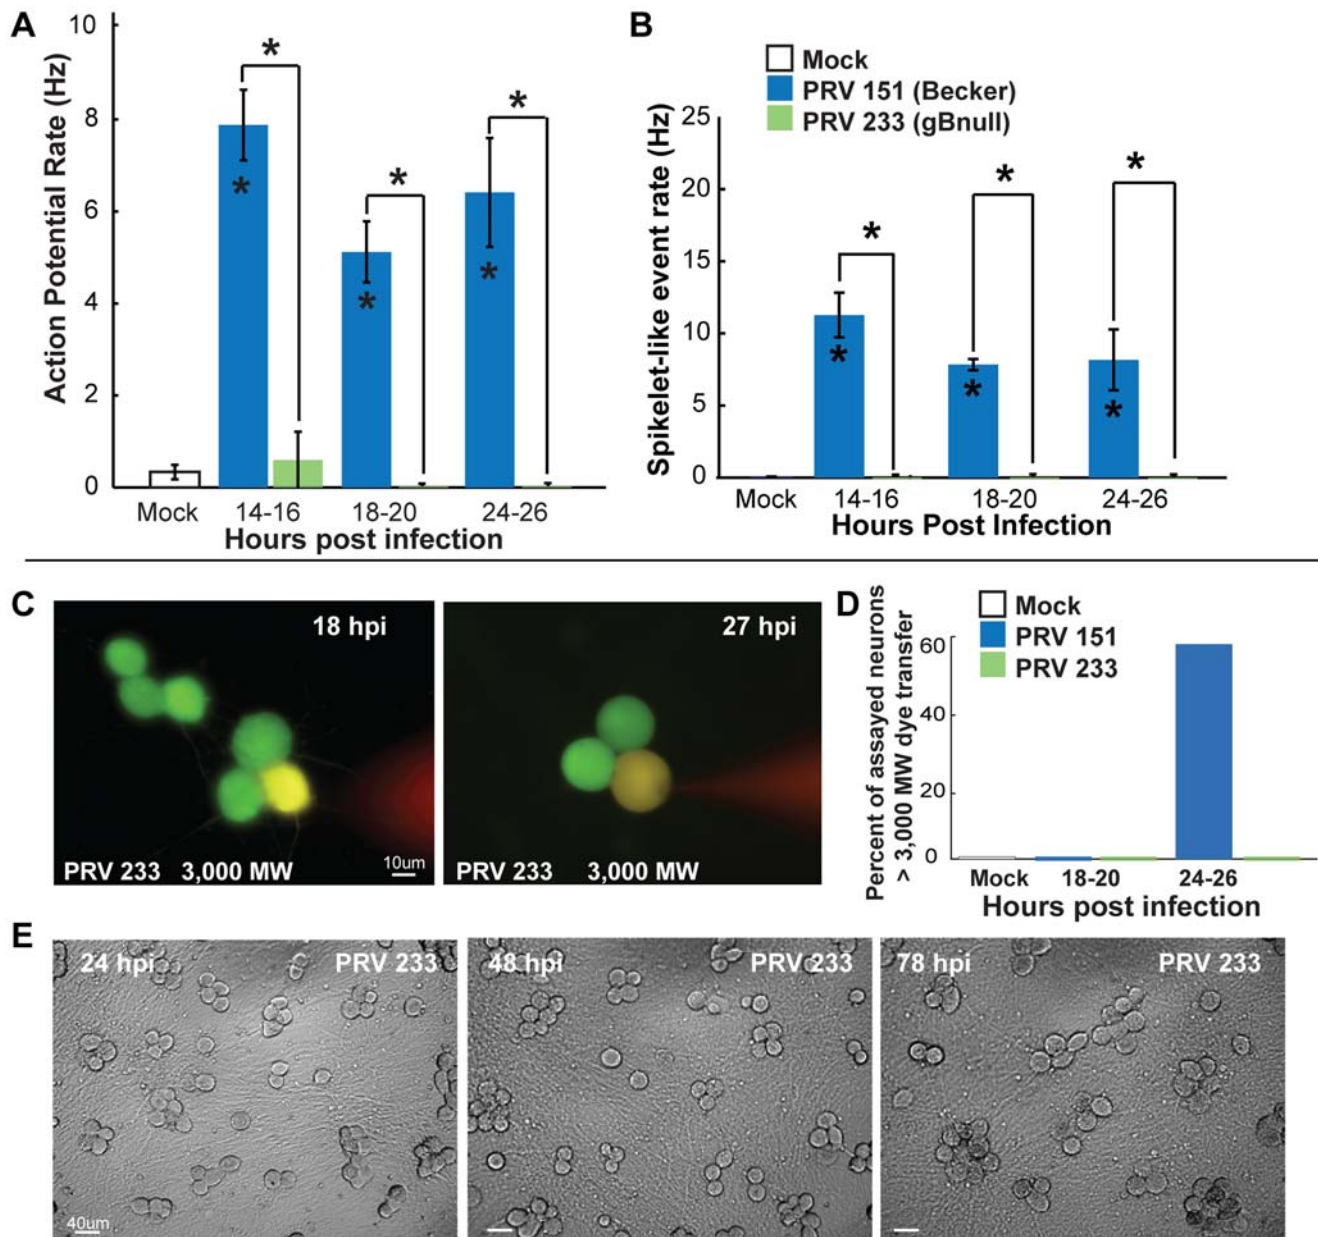 A
Action Potential Rate (Hz)
10
8
6
4
2
0
*
*
*
*
*
*
Mock
14-16
18-20
24-26
Hours post infection
B
Mock
PRV 151 (Becker)
PRV 233 (gBnull)
Spikelet-like event rate (Hz)
25
20
15
10
5
0
*
*
*
*
*
*
Mock
14-16
18-20
24-26
Hours Post Infection
C
18 hpi
PRV 233 3,000 MW
10um
27 hpi
PRV 233 3,000 MW
D
Mock
PRV 151
PRV 233
Percent of assayed neurons
> 3,000 MW dye transfer
60
40
20
0
Mock
18-20
24-26
Hours post infection
E
24 hpi PRV 233
40um
48 hpi PRV 233
78 hpi PRV 233